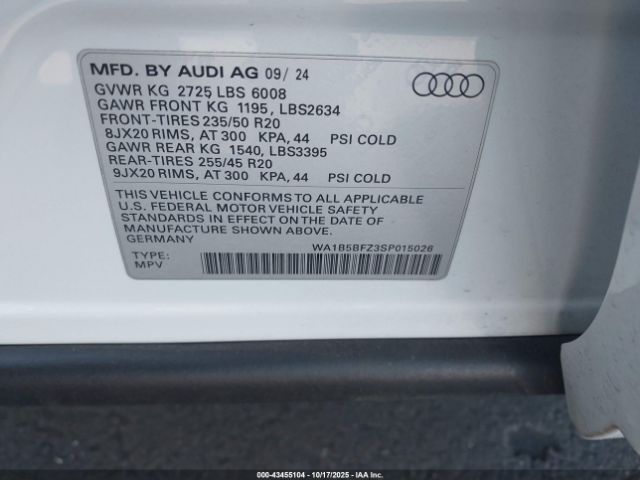 MFD. BY AUDI AG 09/ 24
GVWR KG 2725 LBS 6008
GAWR FRONT KG 1195, LBS2634
FRONT-TIRES 235/50 R20
8JX20 RIMS, AT 300 KPA, 44 PSI COLD
GAWR REAR KG 1540, LBS3395
REAR-TIRES 255/45 R20
9JX20 RIMS, AT 300 KPA, 44 PSI COLD
THIS VEHICLE CONFORMS TO ALL APPLICABLE
U.S. FEDERAL MOTOR VEHICLE SAFETY
STANDARDS IN EFFECT ON THE DATE OF
MANUFACTURE SHOWN ABOVE.
GERMANY
WA1B5BFZ3SP015026
TYPE:
MPV
000-43455104 - 10/17/2025 - IAAI.com